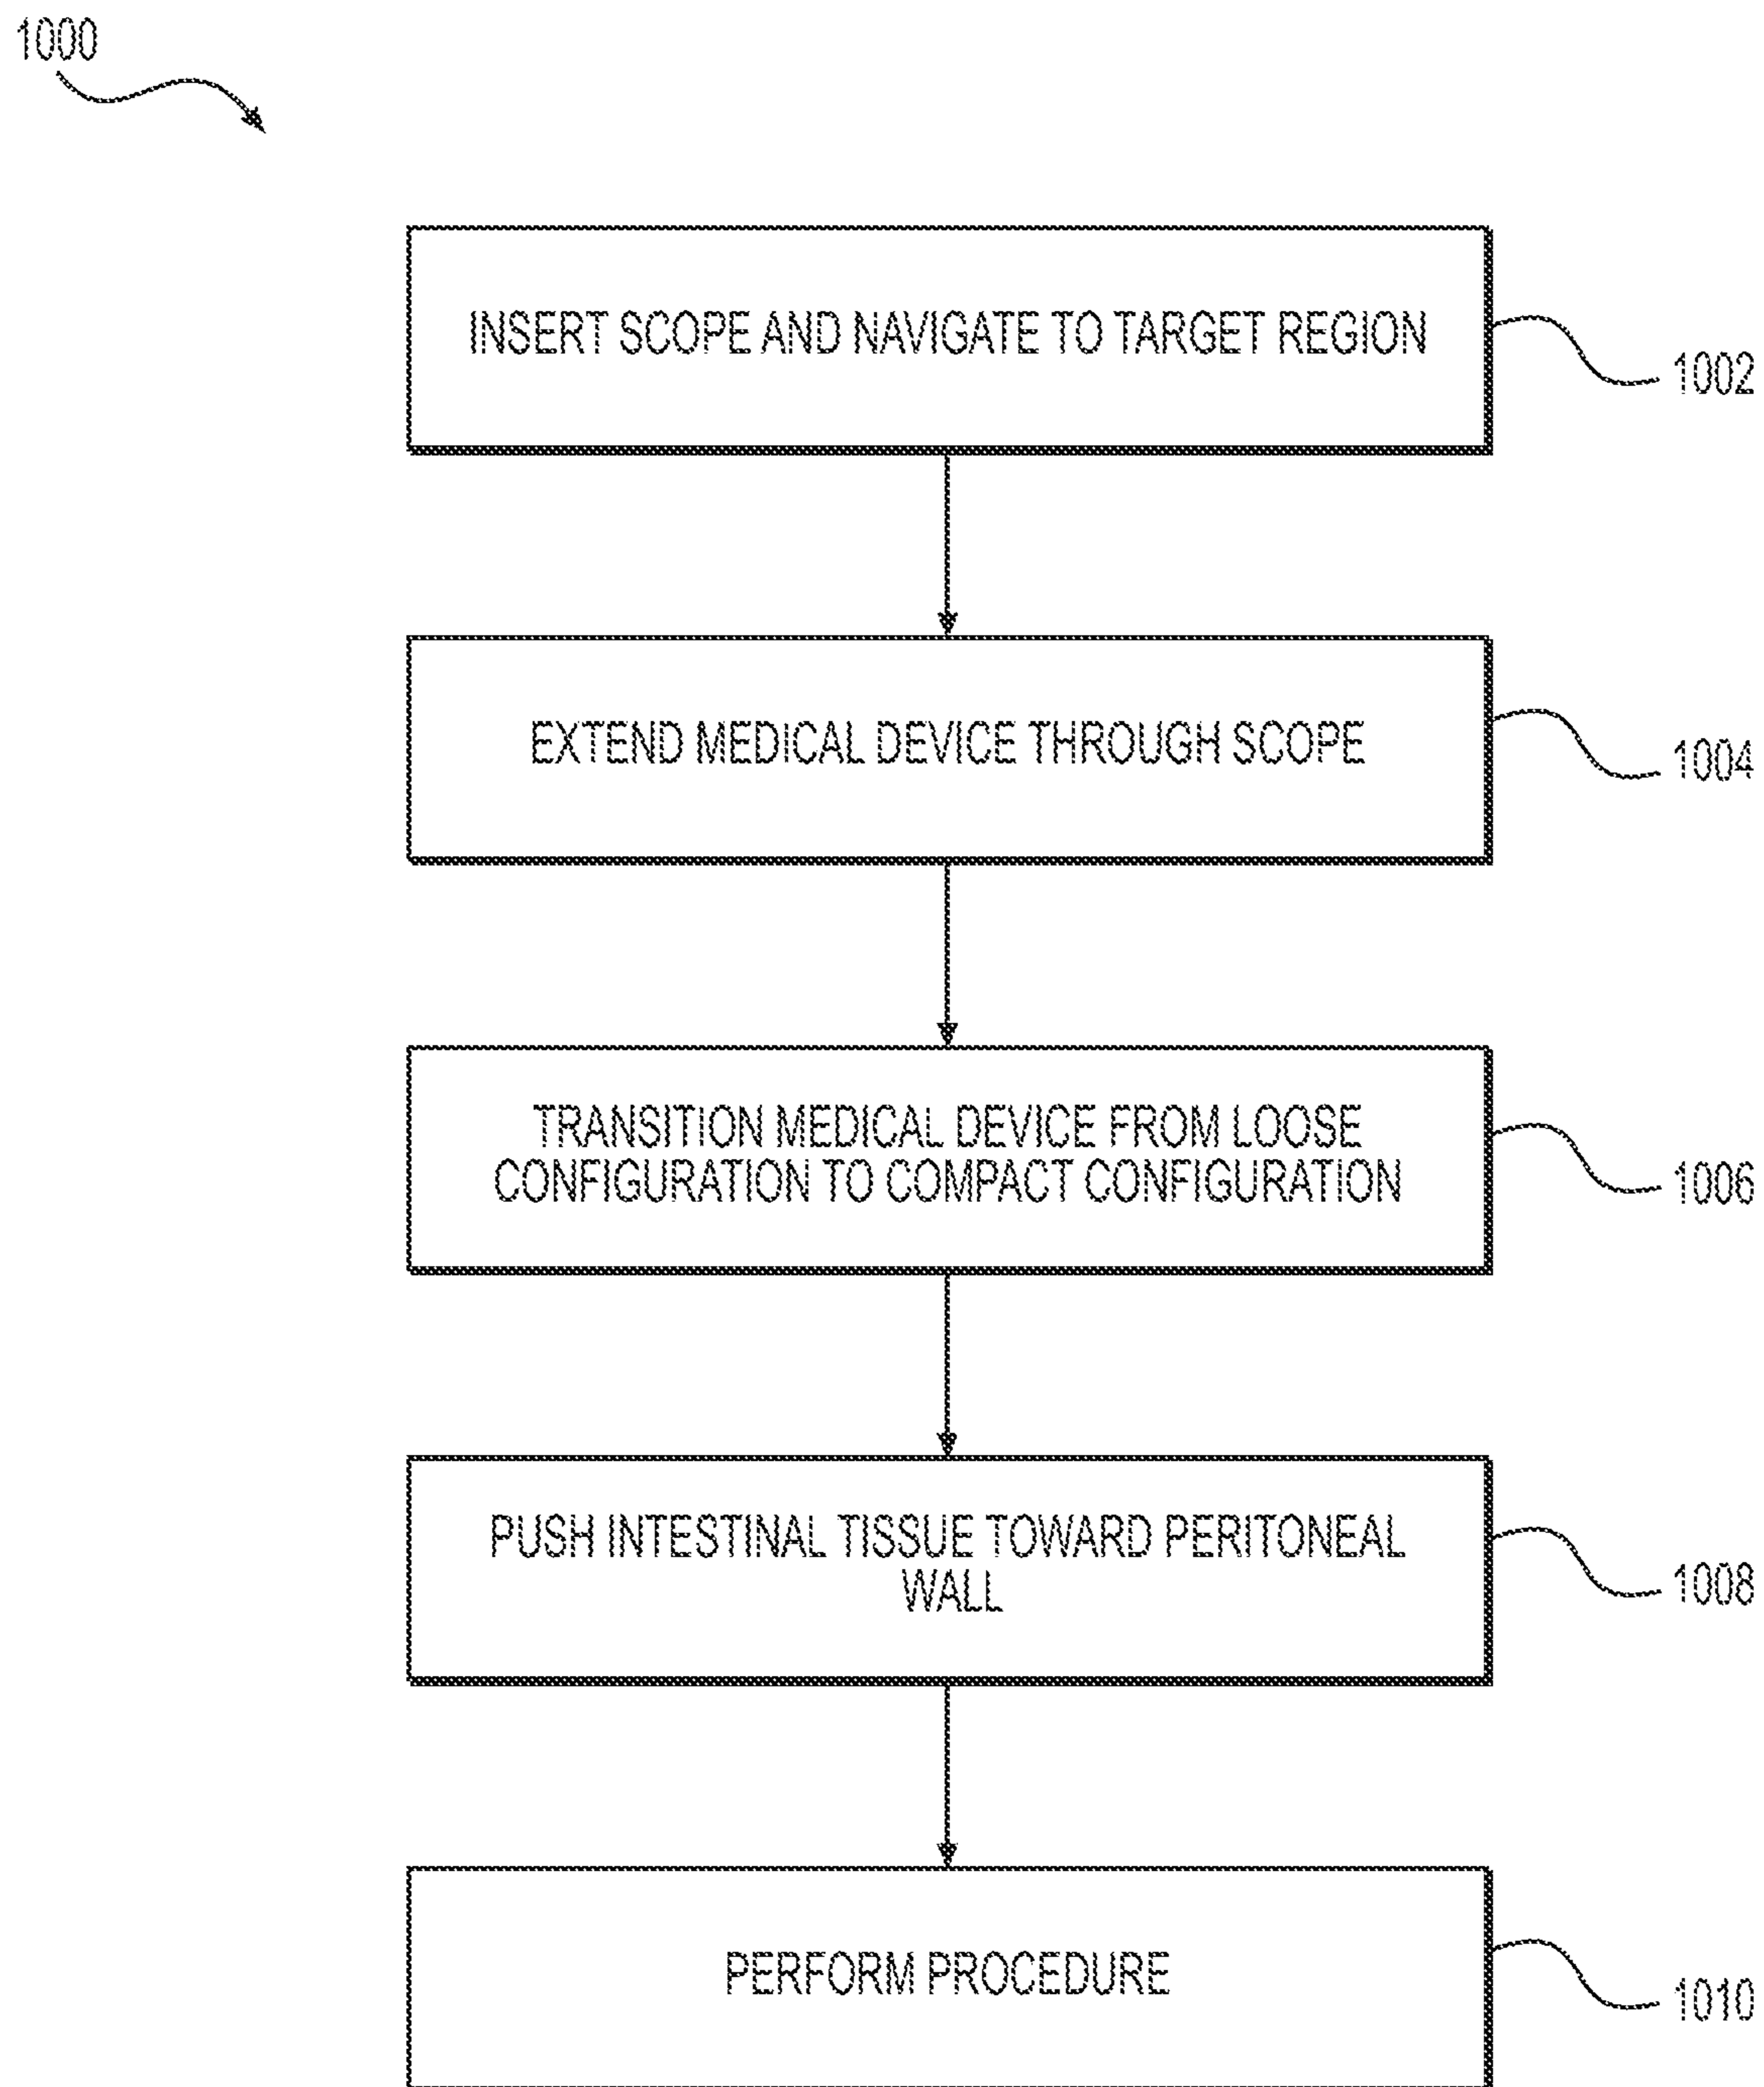 1000
INSERT SCOPE AND NAVIGATE TO TARGET REGION
1002
EXTEND MEDICAL DEVICE THROUGH SCOPE
1004
TRANSITION MEDICAL DEVICE FROM LOOSE
CONFIGURATION TO COMPACT CONFIGURATION
1006
PUSH INTESTINAL TISSUE TOWARD PERITONEAL
WALL
1008
PERFORM PROCEDURE
1010